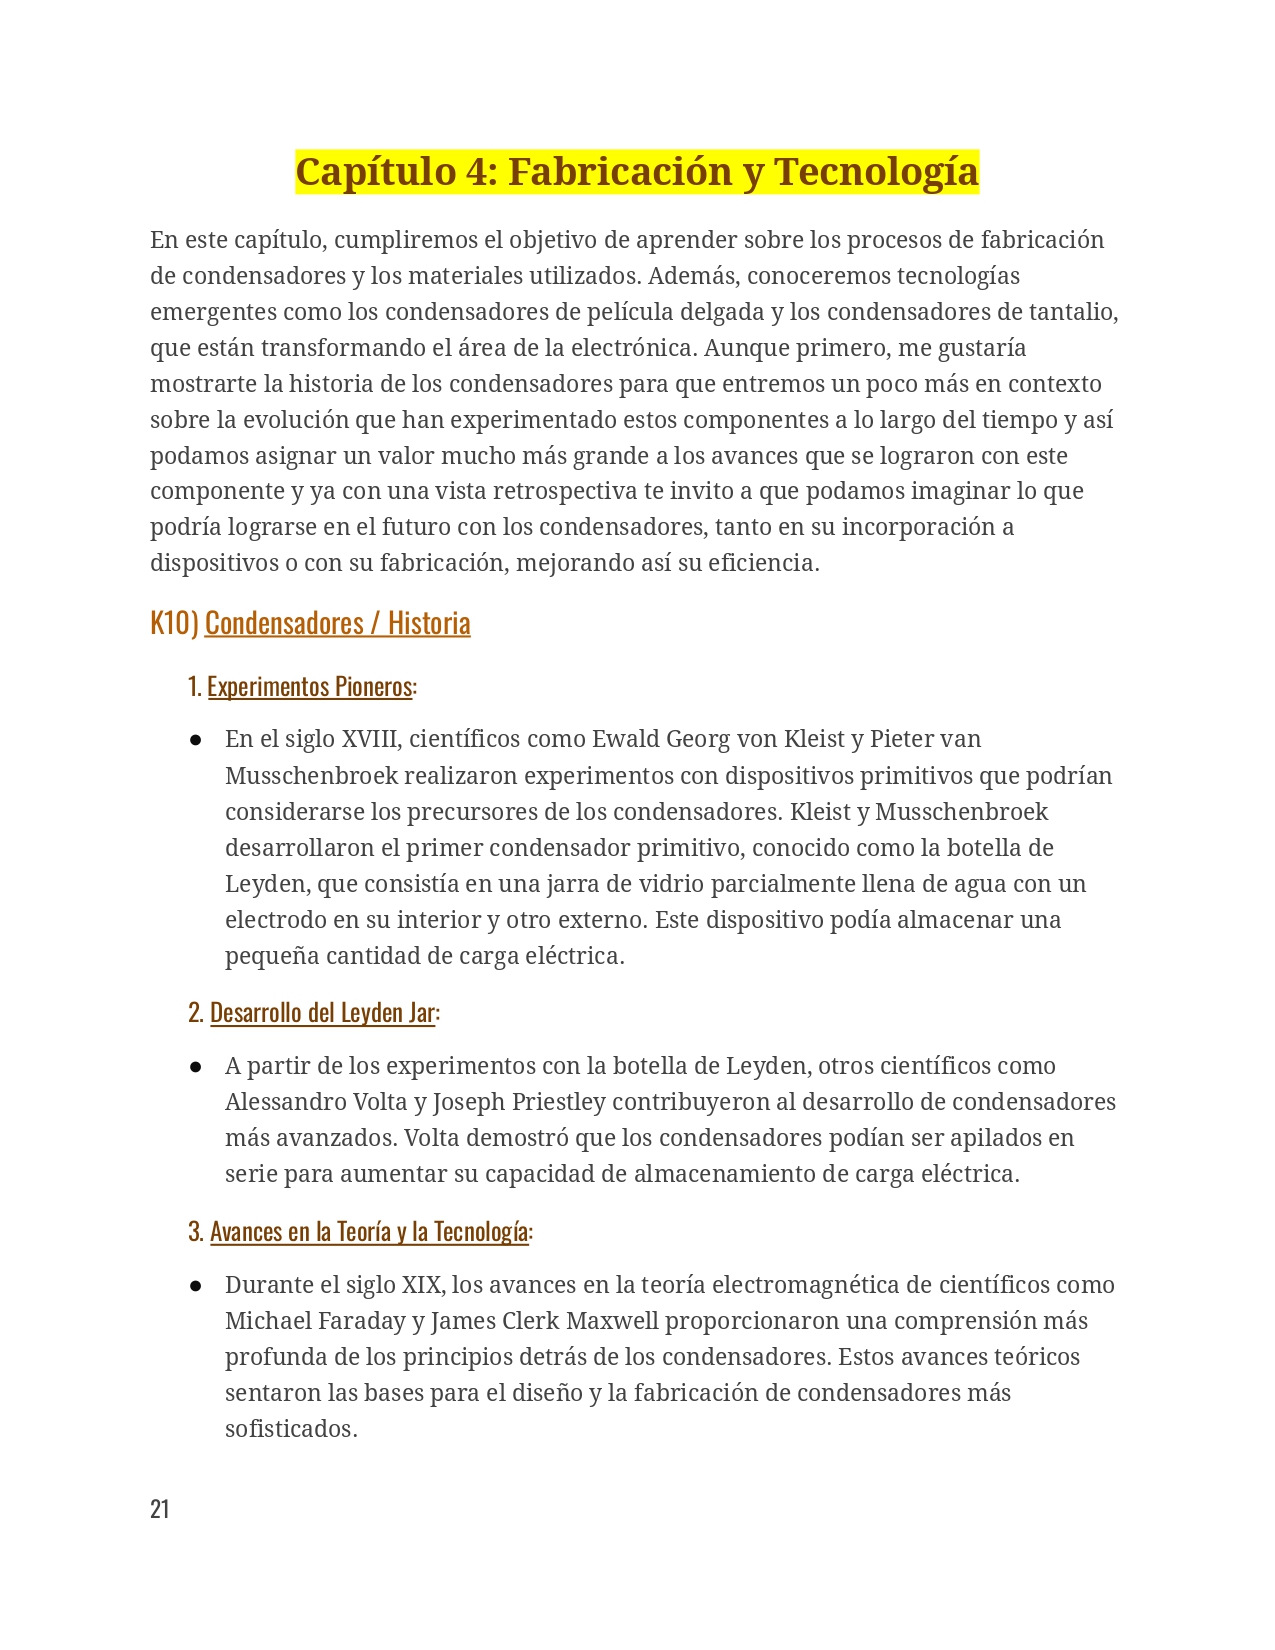 Capítulo 4: Fabricación y Tecnología
En este capítulo, cumpliremos el objetivo de aprender sobre los procesos de fabricación
de condensadores y los materiales utilizados. Además, conoceremos tecnologías
emergentes como los condensadores de película delgada y los condensadores de tantalio,
que están transformando el área de la electrónica. Aunque primero, me gustaría
mostrarte la historia de los condensadores para que entremos un poco más en contexto
sobre la evolución que han experimentado estos componentes a lo largo del tiempo y así
podamos asignar un valor mucho más grande a los avances que se lograron con este
componente y ya con una vista retrospectiva te invito a que podamos imaginar lo que
podría lograrse en el futuro con los condensadores, tanto en su incorporación a
dispositivos o con su fabricación, mejorando así su eficiencia.
K10) Condensadores / Historia
1. Experimentos Pioneros:
● En el siglo XVIII, científicos como Ewald Georg von Kleist y Pieter van
Musschenbroek realizaron experimentos con dispositivos primitivos que podrían
considerarse los precursores de los condensadores. Kleist y Musschenbroek
desarrollaron el primer condensador primitivo, conocido como la botella de
Leyden, que consistía en una jarra de vidrio parcialmente llena de agua con un
electrodo en su interior y otro externo. Este dispositivo podía almacenar una
pequeña cantidad de carga eléctrica.
2. Desarrollo del Leyden Jar:
● A partir de los experimentos con la botella de Leyden, otros científicos como
Alessandro Volta y Joseph Priestley contribuyeron al desarrollo de condensadores
más avanzados. Volta demostró que los condensadores podían ser apilados en
serie para aumentar su capacidad de almacenamiento de carga eléctrica.
3. Avances en la Teoría y la Tecnología:
● Durante el siglo XIX, los avances en la teoría electromagnética de científicos como
Michael Faraday y James Clerk Maxwell proporcionaron una comprensión más
profunda de los principios detrás de los condensadores. Estos avances teóricos
sentaron las bases para el diseño y la fabricación de condensadores más
sofisticados.
21